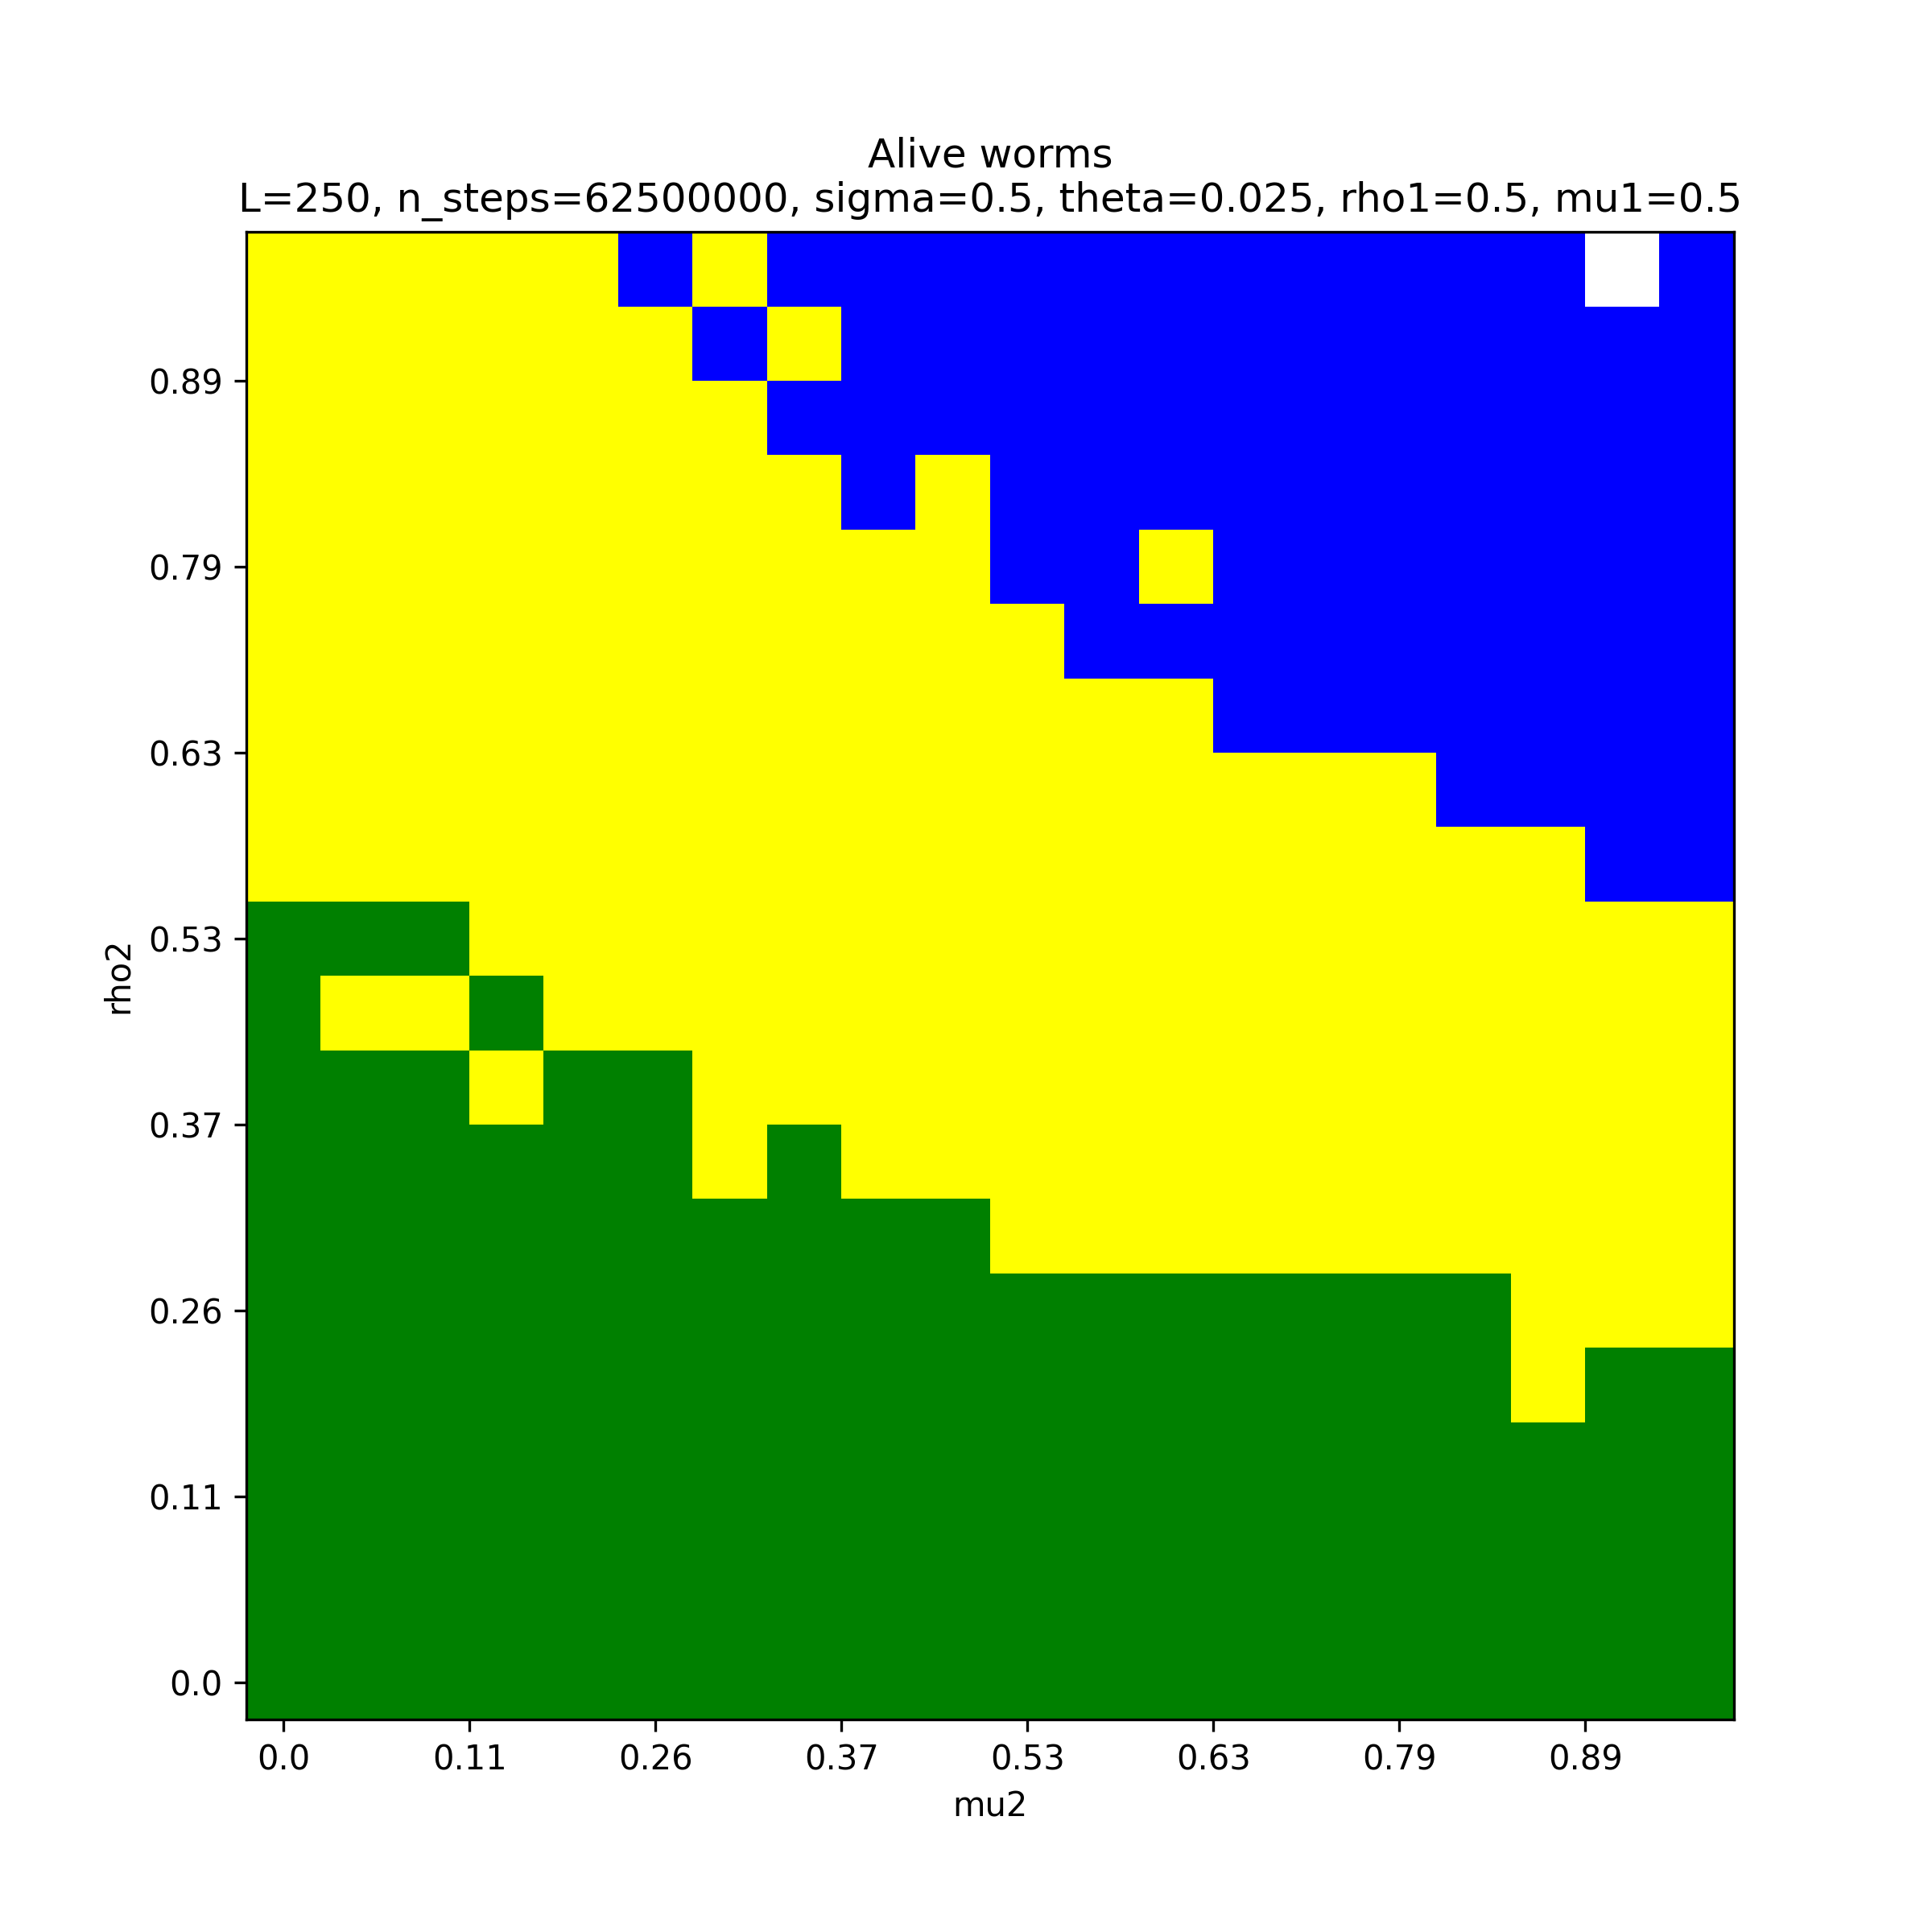 Alive worms
L=250, n_steps=62500000, sigma=0.5, theta=0.025, rho1=0.5, mu1=0.5
0.89
0.79
0.63
0.53
rho2
0.37
0.26
0.11
0.0
0.0 0.11 0.26 0.37 0.53 0.63 0.79 0.89
mu2